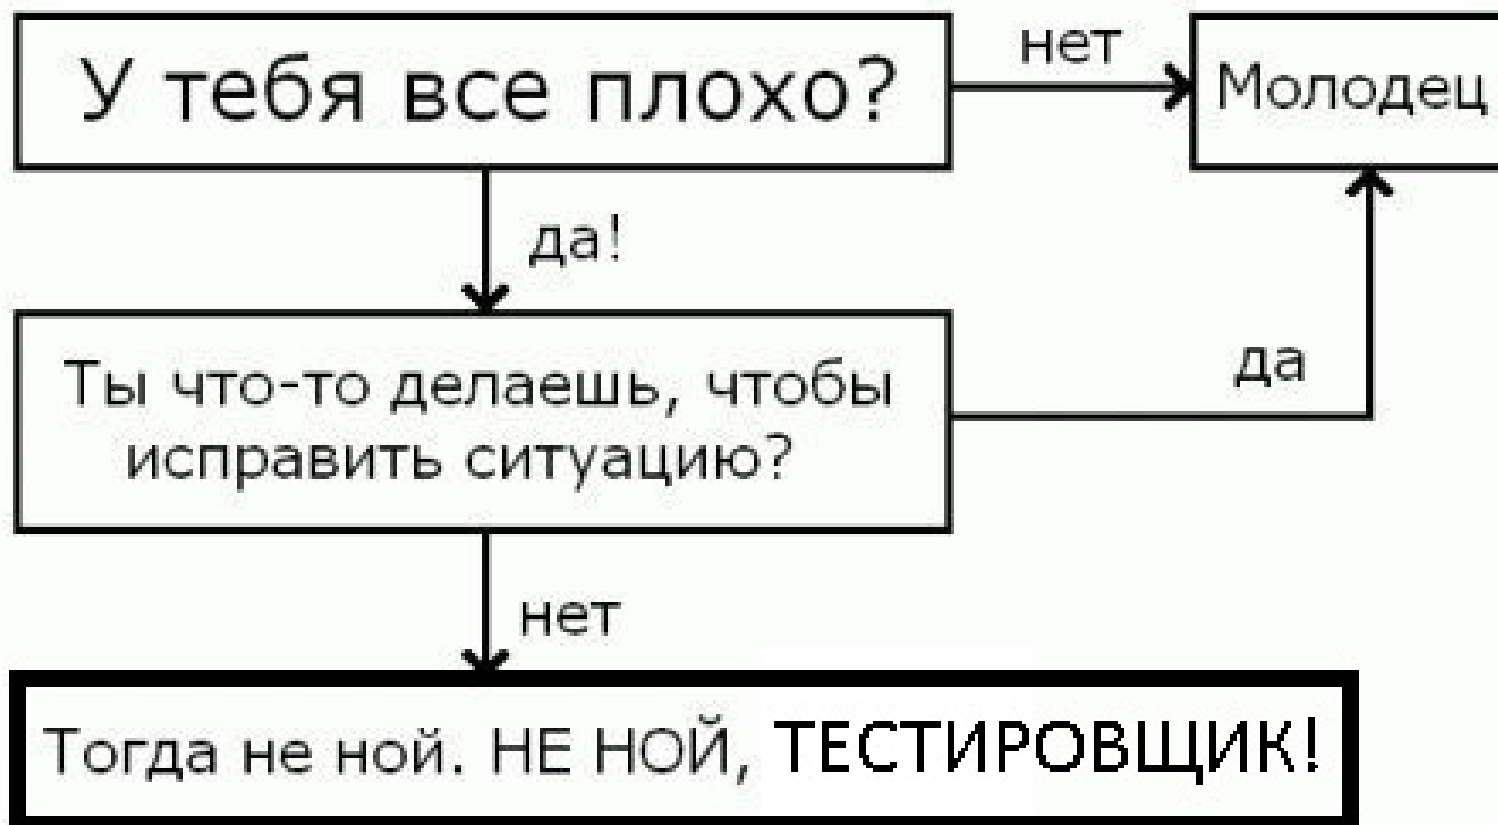 У тебя все плохо?
нет
Молодец
да!
Ты что-то делаешь, чтобы
исправить ситуацию?
да
нет
Тогда не ной. НЕ НОЙ, ТЕСТИРОВЩИК!